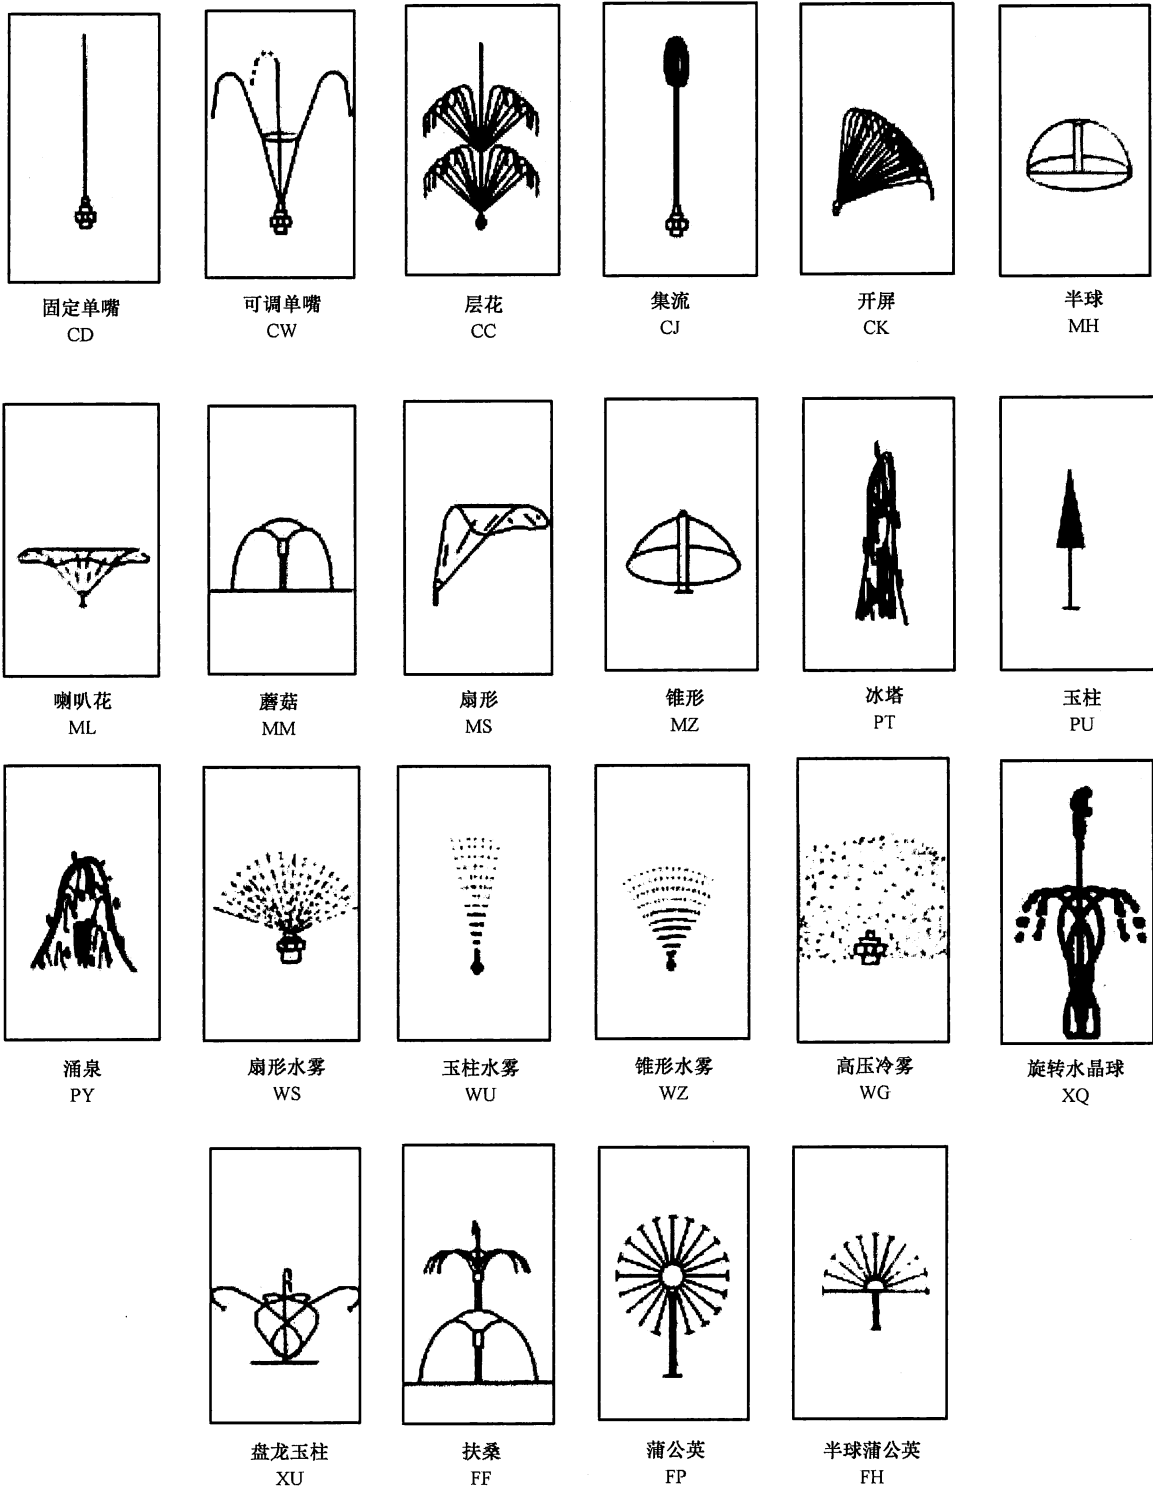 固定单嘴
CD
可调单嘴
CW
层花
CC
集流
CJ
开屏
CK
半球
MH
喇叭花
ML
蘑菇
MM
扇形
MS
锥形
MZ
冰塔
PT
玉柱
PU
涌泉
PY
扇形水雾
WS
玉柱水雾
WU
锥形水雾
WZ
高压冷雾
WG
旋转水晶球
XQ
盘龙玉柱
XU
扶桑
FF
蒲公英
FP
半球蒲公英
FH